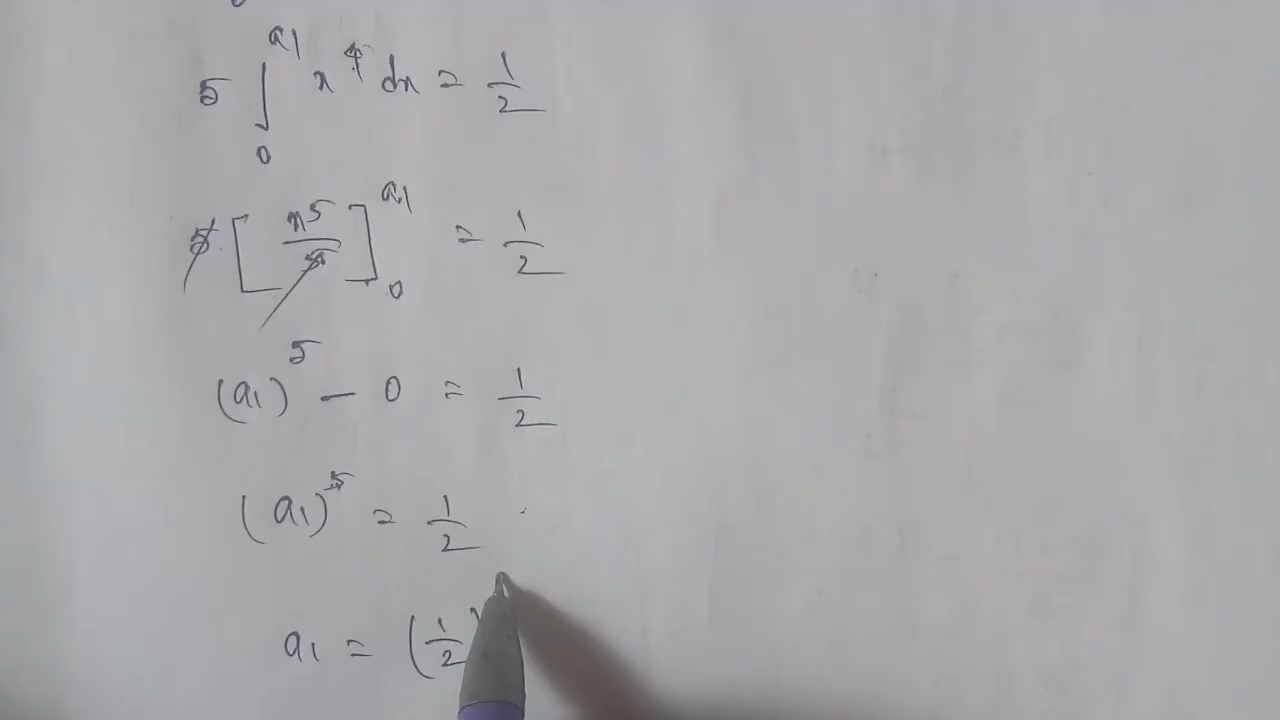 5 ∫₀^{a1} x⁴ dx = 1/2
5 [ x⁵/5 ]₀^{a1} = 1/2
(a1)⁵ - 0 = 1/2
(a1)⁵ = 1/2
a1 = (1/2)